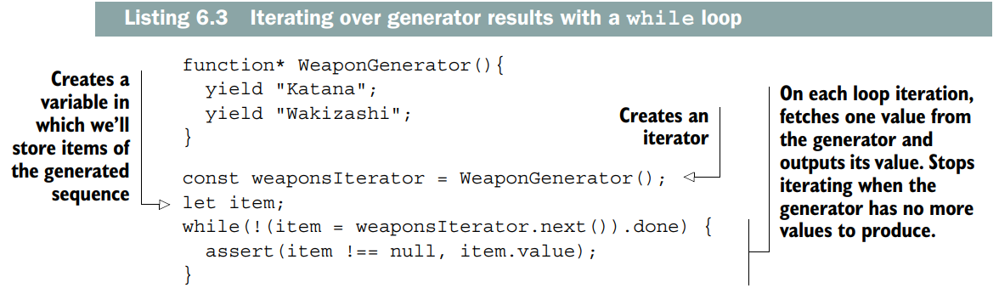 Listing 6.3 Iterating over generator results with a while loop
Creates a
variable in
which we'll
store items of
the generated
sequence
function* WeaponGenerator(){
yield "Katana";
yield "Wakizashi";
}
Creates an
iterator
const weaponsIterator = WeaponGenerator();
let item;
while(!(item = weaponsIterator.next()).done) {
assert(item !== null, item.value);
}
On each loop iteration,
fetches one value from
the generator and
outputs its value. Stops
iterating when the
generator has no more
values to produce.